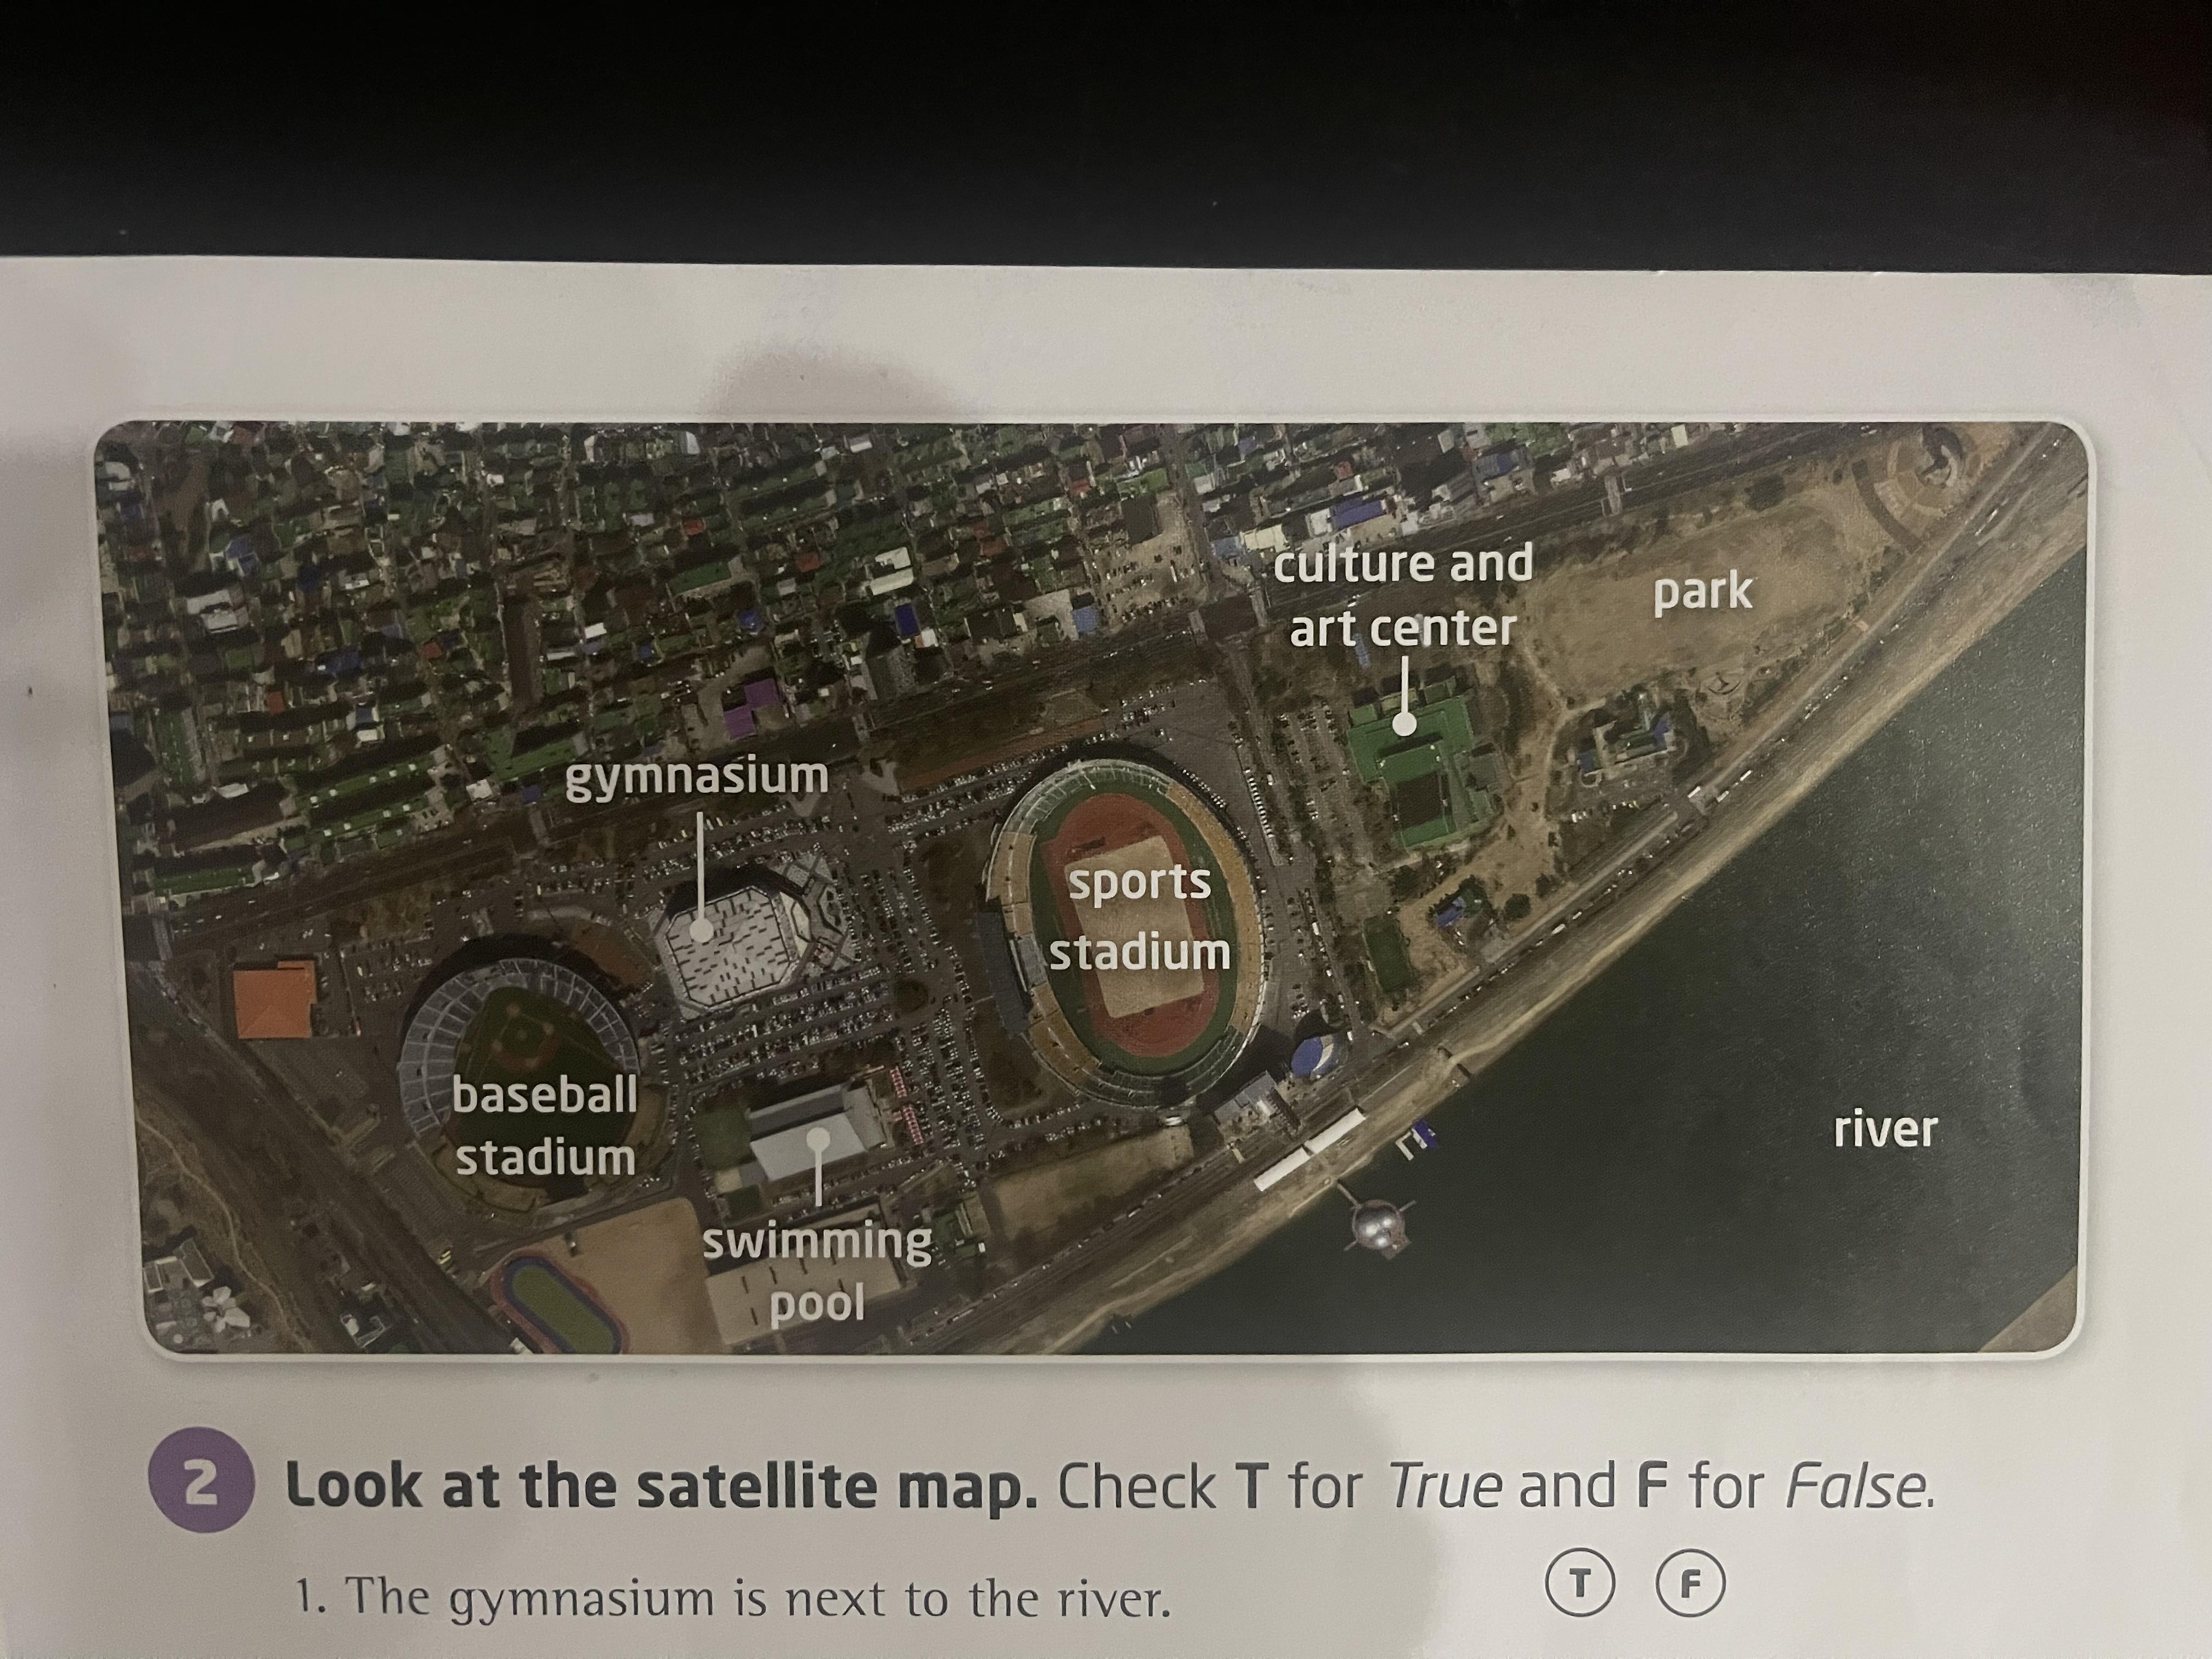 culture and
art center
park
gymnasium
sports
stadium
baseball
stadium
river
swimming
pool
2 Look at the satellite map. Check T for True and F for False.
1. The gymnasium is next to the river. T F